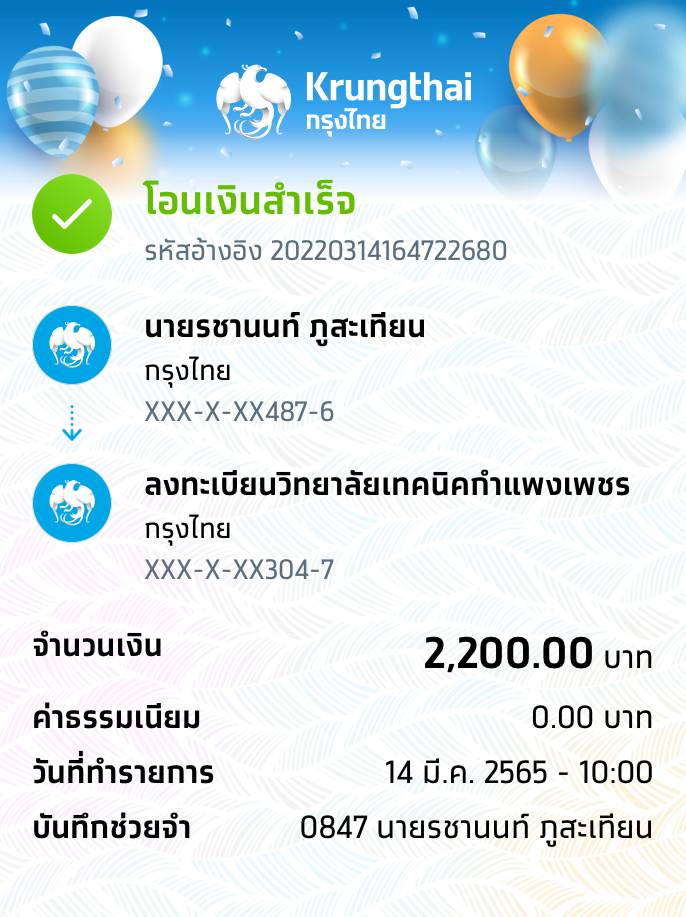 Krungthai
กรุงไทย
โอนเงินสำเร็จ
รหัสอ้างอิง 20220314164722680
นายรชานนท์ ภูสะเทียน
กรุงไทย
XXX-X-XX487-6
ลงทะเบียนวิทยาลัยเทคนิคกำแพงเพชร
กรุงไทย
XXX-X-XX304-7
จำนวนเงิน 2,200.00 บาท
ค่าธรรมเนียม 0.00 บาท
วันที่ทำรายการ 14 มี.ค. 2565 - 10:00
บันทึกช่วยจำ 0847 นายรชานนท์ ภูสะเทียน